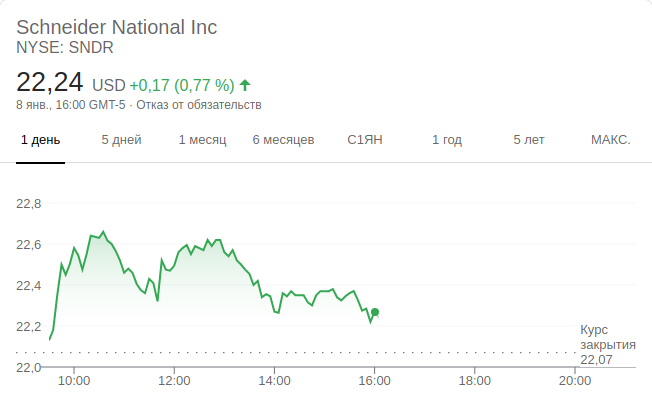 Schneider National Inc
NYSE: SNDR
22,24 USD +0,17 (0,77 %)
8 янв., 16:00 GMT-5 · Отказ от обязательств
1 день 5 дней 1 месяц 6 месяцев С1ЯН 1 год 5 лет МАКС.
22,8
22,6
22,4
22,2
Курс
закрытия
22,07
22,0
10:00 12:00 14:00 16:00 18:00 20:00